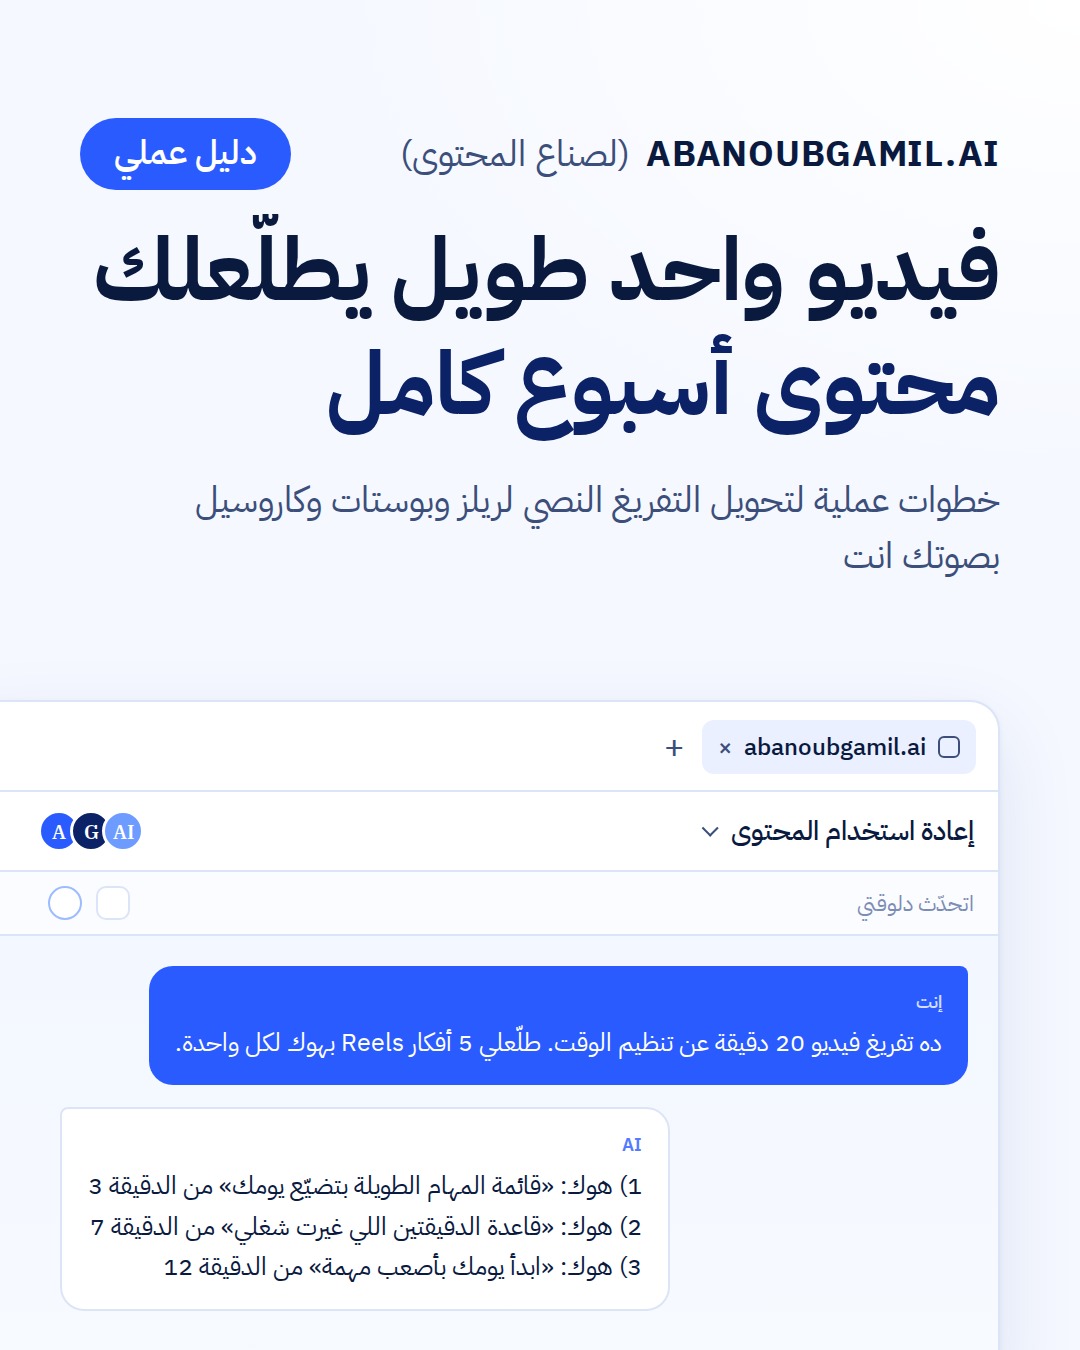 ABANOUBGAMIL.AI (لصناع المحتوى)
دليل عملي
فيديو واحد طويل يطلّعلك
محتوى أسبوع كامل
خطوات عملية لتحويل التفريغ النصي لريلز وبوستات وكاروسيل
بصوتك انت
abanoubgamil.ai × +
إعادة استخدام المحتوى
AI G A
اتحدّث دلوقتي
إنت
ده تفريغ فيديو 20 دقيقة عن تنظيم الوقت. طلّعلي 5 أفكار Reels بهوك لكل واحدة.
AI
1) هوك: «قائمة المهام الطويلة بتضيّع يومك» من الدقيقة 3
2) هوك: «قاعدة الدقيقتين اللي غيرت شغلي» من الدقيقة 7
3) هوك: «ابدأ يومك بأصعب مهمة» من الدقيقة 12